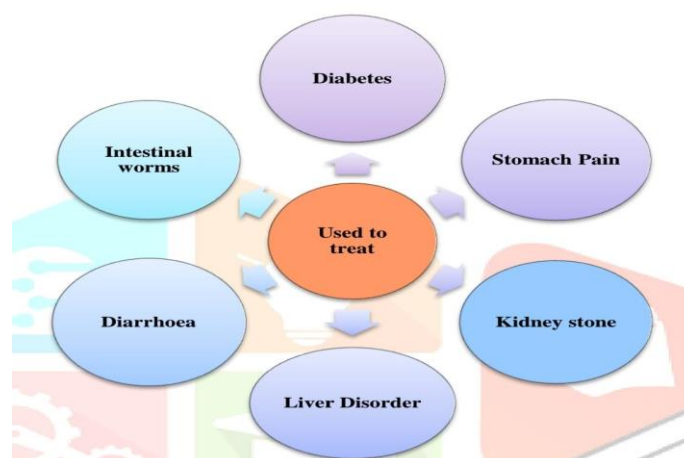 Diabetes
Intestinal
worms
Stomach Pain
Used to
treat
Diarrhoea
Kidney stone
Liver Disorder